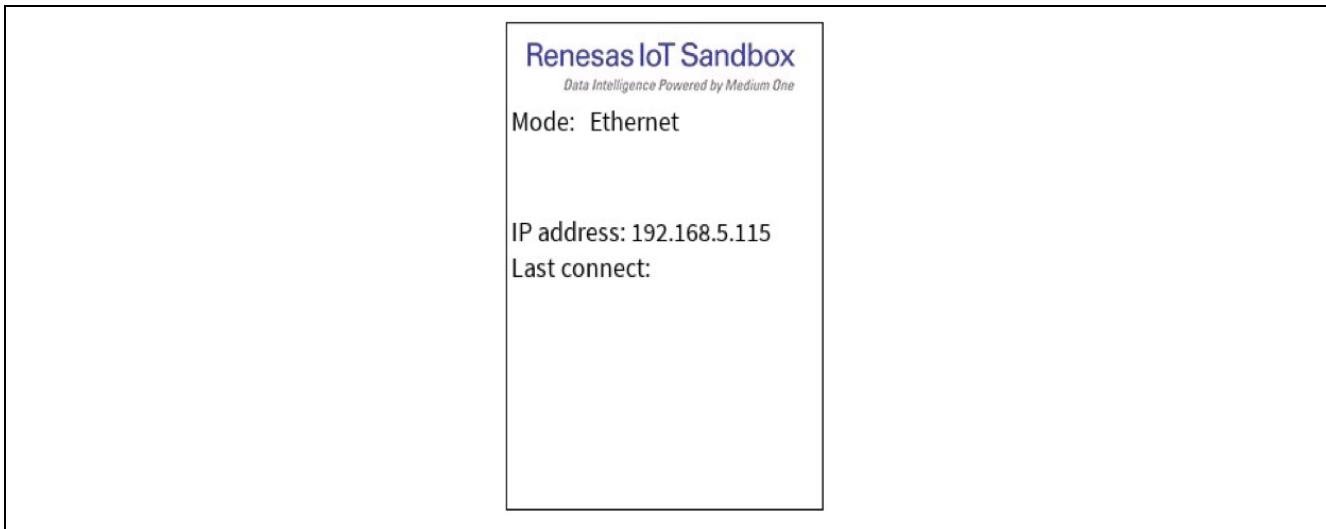 Renesas IoT Sandbox
Data Intelligence Powered by Medium One
Mode: Ethernet
IP address: 192.168.5.115
Last connect: